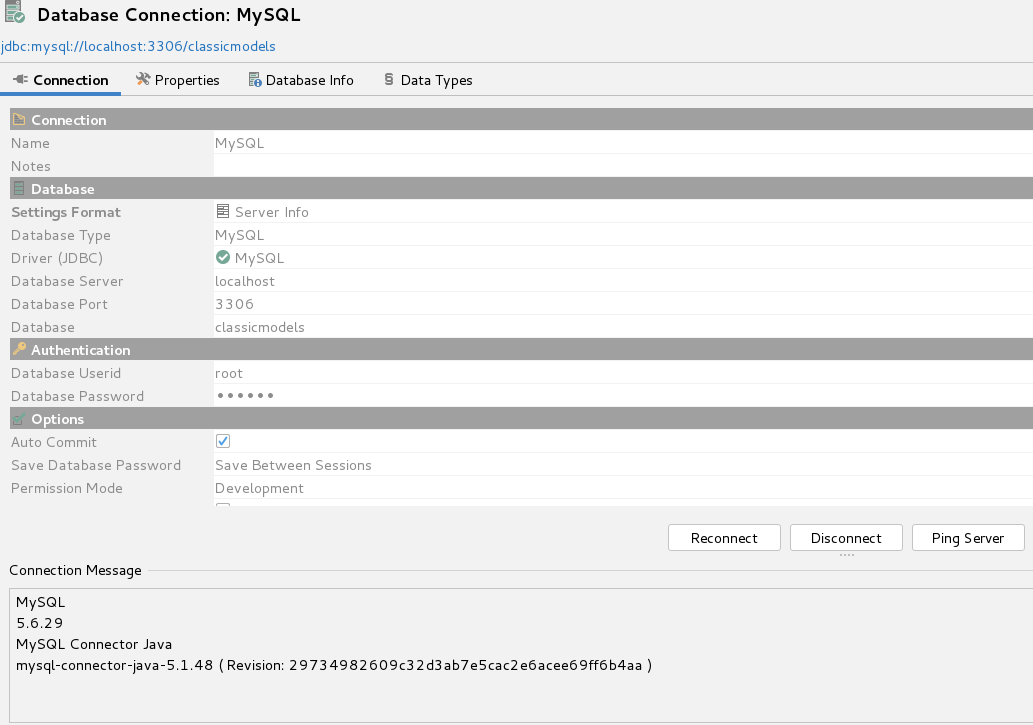 Database Connection: MySQL
jdbc:mysql://localhost:3306/classicmodels
Connection Properties Database Info Data Types
Connection
Name MySQL
Notes
Database
Settings Format Server Info
Database Type MySQL
Driver (JDBC) MySQL
Database Server localhost
Database Port 3306
Database classicmodels
Authentication
Database Userid root
Database Password ••••••
Options
Auto Commit
Save Database Password Save Between Sessions
Permission Mode Development
Reconnect Disconnect Ping Server
Connection Message
MySQL
5.6.29
MySQL Connector Java
mysql-connector-java-5.1.48 ( Revision: 29734982609c32d3ab7e5cac2e6acee69ff6b4aa )